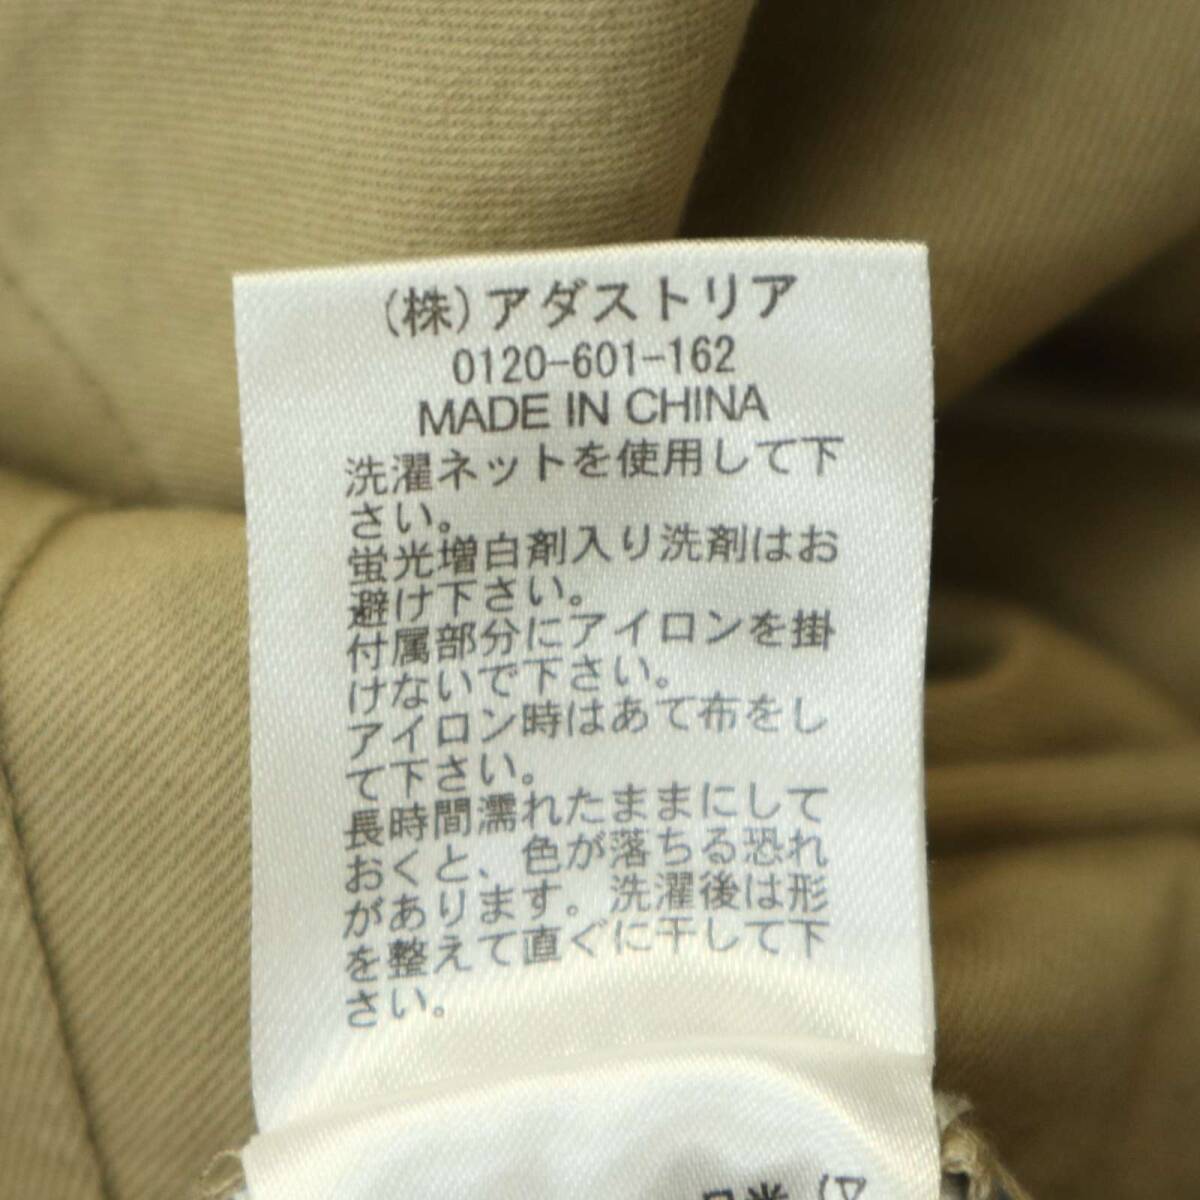 (株)アダストリア
0120-601-162
MADE IN CHINA
洗濯ネットを使用して下
さい。
蛍光増白剤入り洗剤はお
避け下さい。
付属部分にアイロンを掛
けないで下さい。
アイロン時はあて布をし
て下さい。
長時間濡れたままにして
おくと、色が落ちる恐れ
があります。洗濯後は形
を整えて直ぐに干して下
さい。